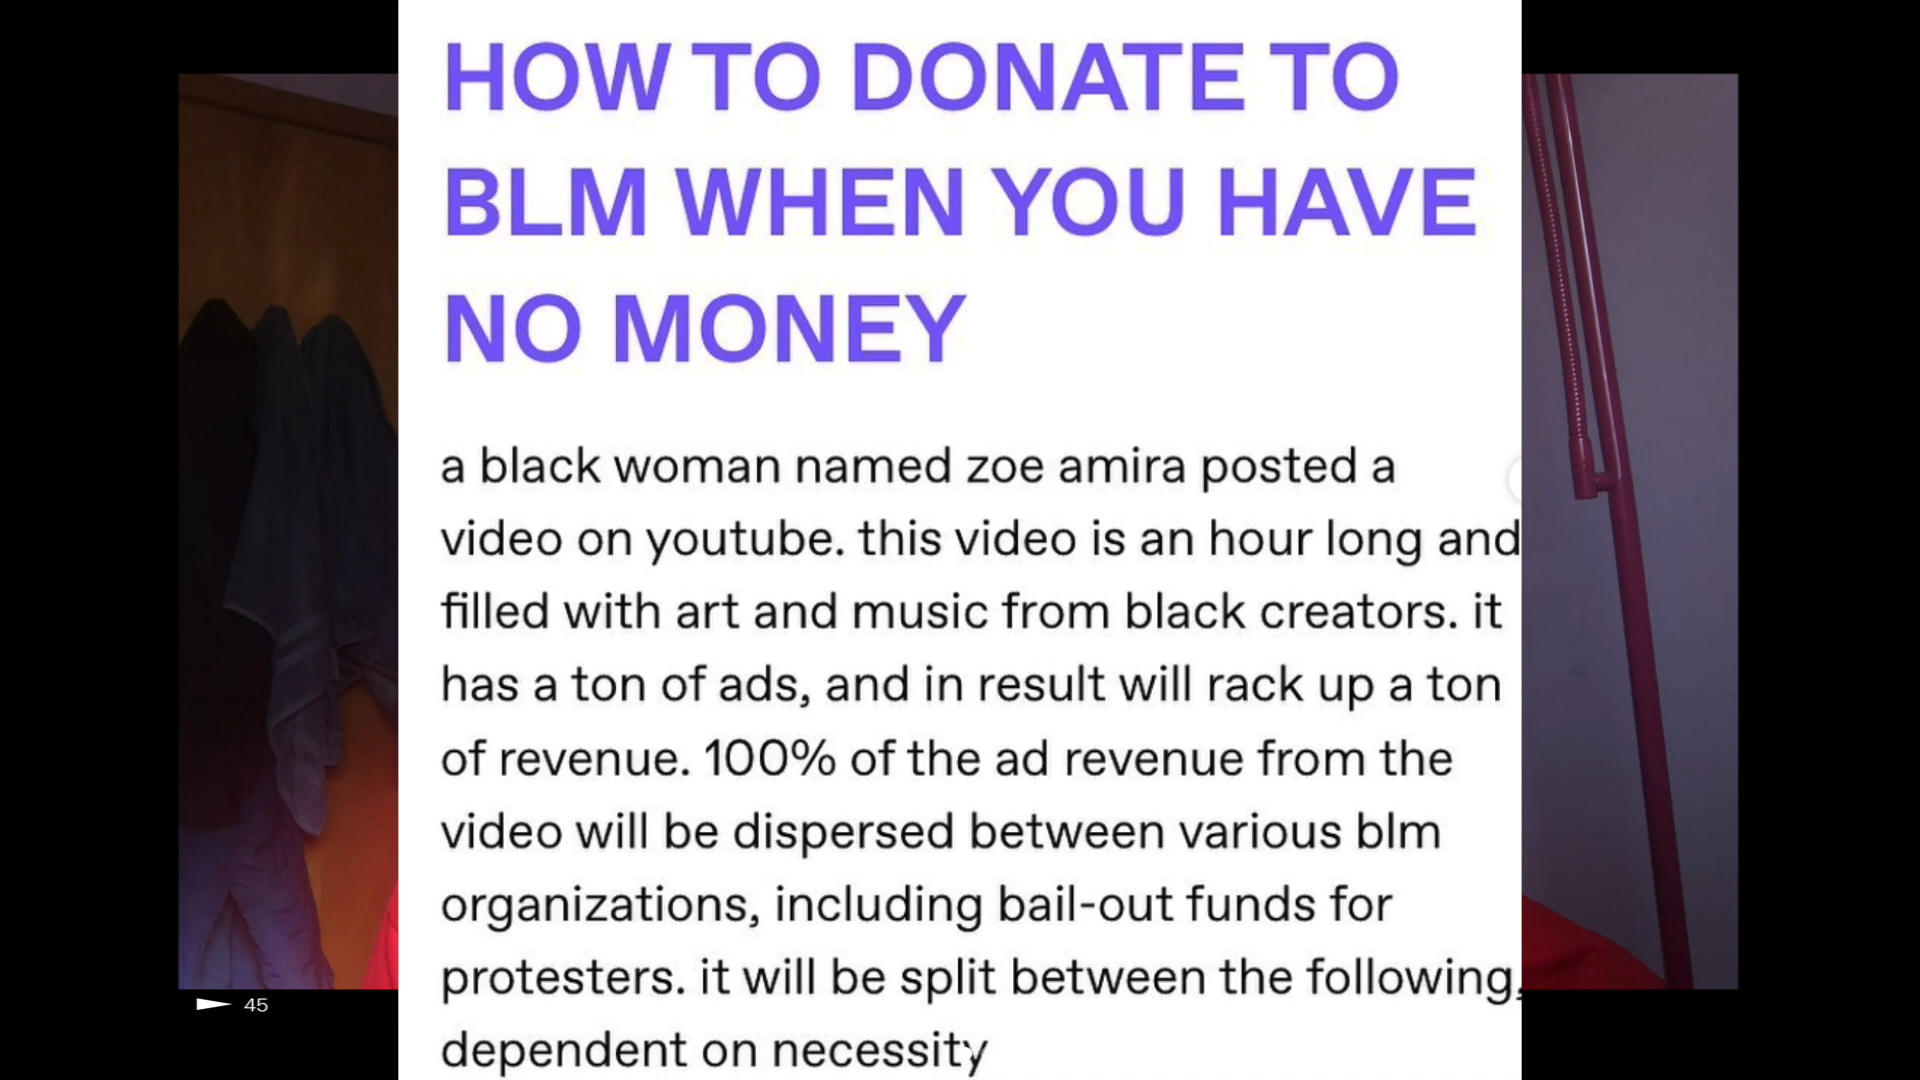 HOW TO DONATE TO
BLM WHEN YOU HAVE
NO MONEY
a black woman named zoe amira posted a
video on youtube. this video is an hour long and
filled with art and music from black creators. it
has a ton of ads, and in result will rack up a ton
of revenue. 100% of the ad revenue from the
video will be dispersed between various blm
organizations, including bail-out funds for
protesters. it will be split between the following,
dependent on necessity
45